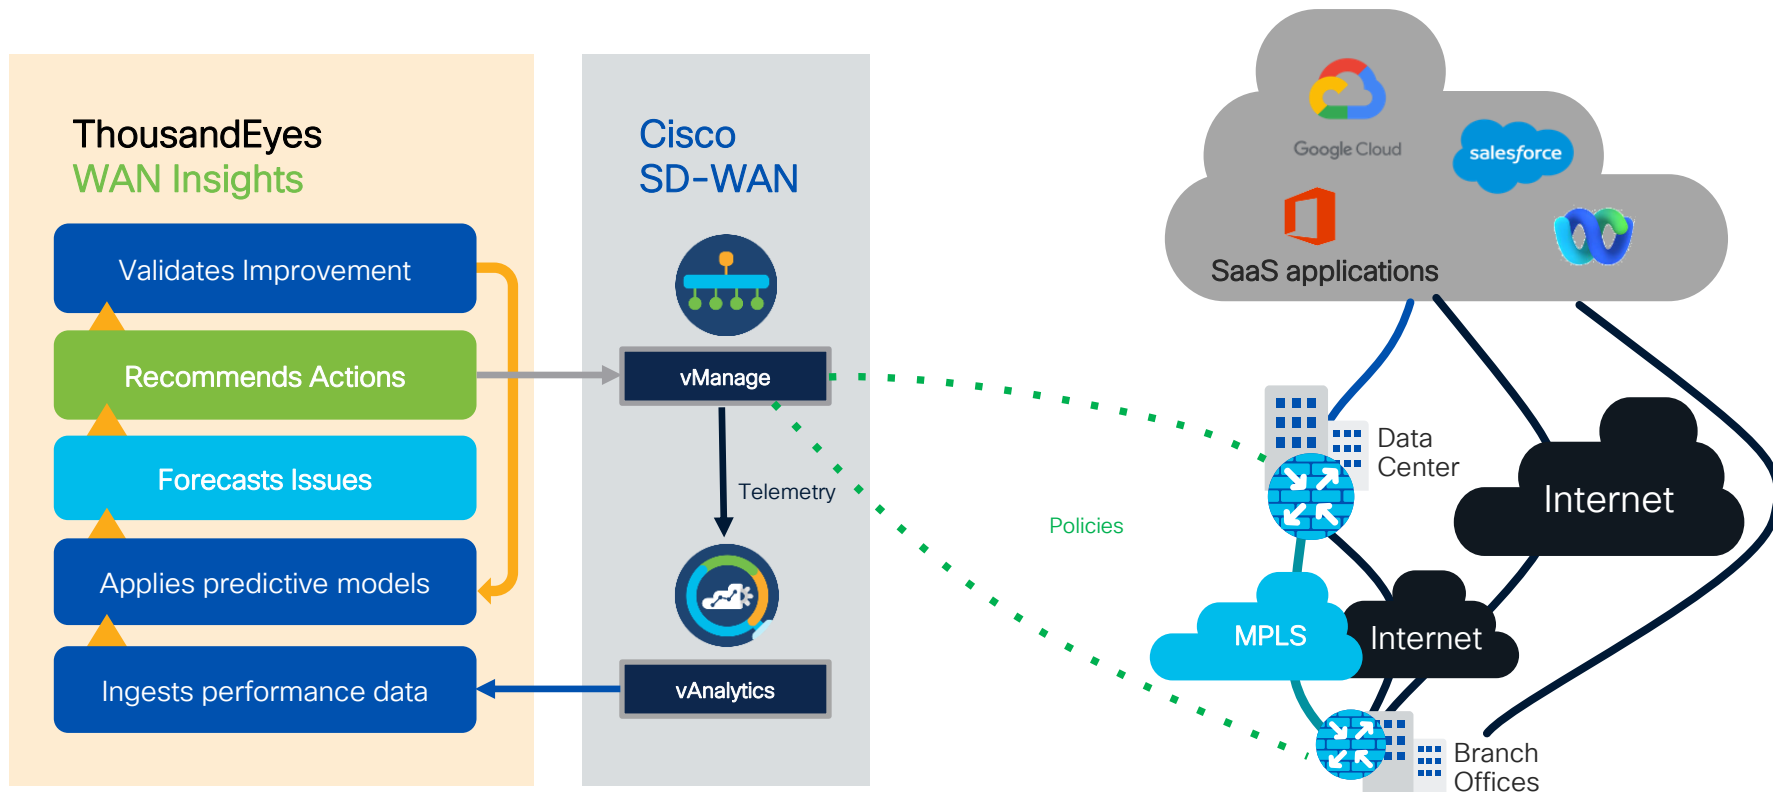 ThousandEyes
WAN Insights
Validates Improvement
Recommends Actions
Forecasts Issues
Applies predictive models
Ingests performance data
Cisco
SD-WAN
vManage
Telemetry
vAnalytics
Policies
Google Cloud
salesforce
SaaS applications
Data
Center
Internet
MPLS
Internet
Branch
Offices